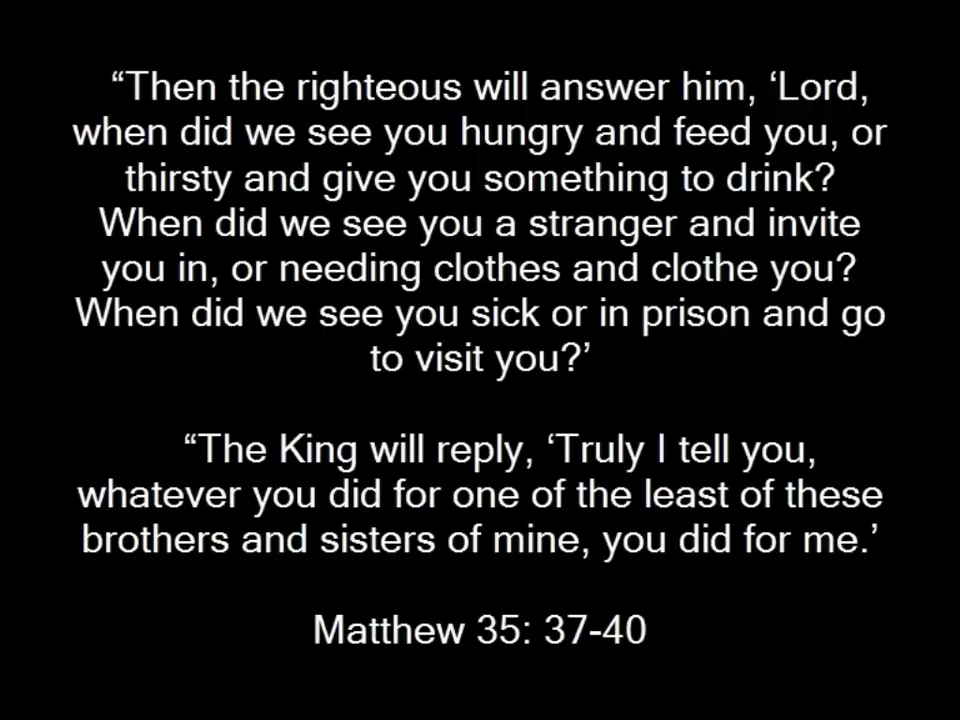 “Then the righteous will answer him, ‘Lord,
when did we see you hungry and feed you, or
thirsty and give you something to drink?
When did we see you a stranger and invite
you in, or needing clothes and clothe you?
When did we see you sick or in prison and go
to visit you?’
“The King will reply, ‘Truly I tell you,
whatever you did for one of the least of these
brothers and sisters of mine, you did for me.’
Matthew 35: 37-40